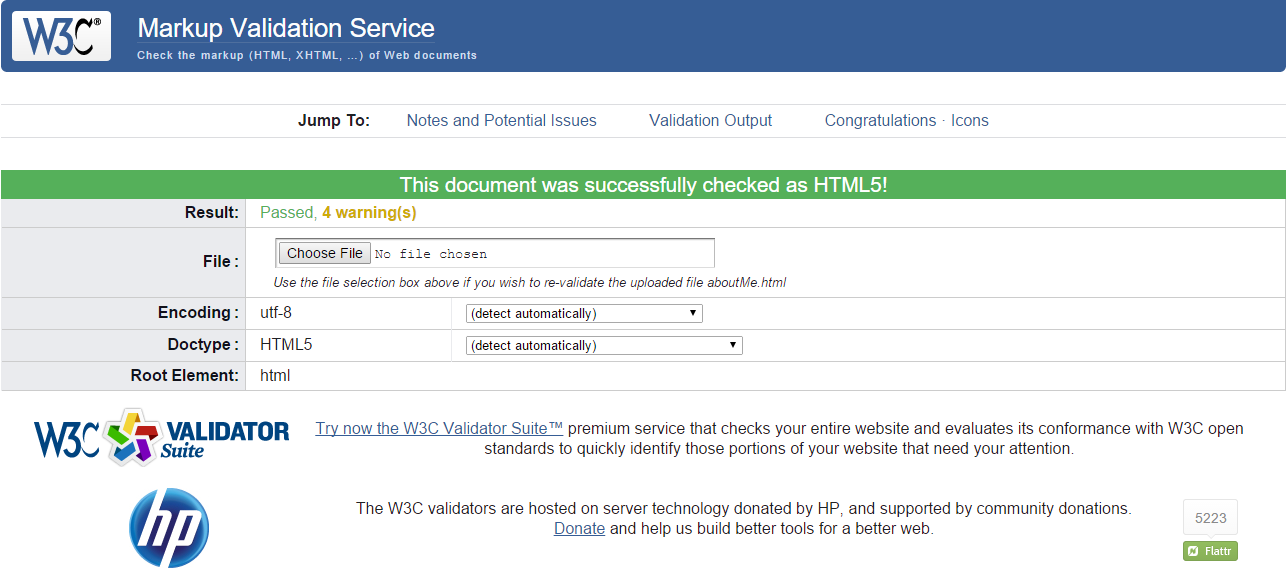 W3C® Markup Validation Service
Check the markup (HTML, XHTML, …) of Web documents
Jump To: Notes and Potential Issues Validation Output Congratulations · Icons
This document was successfully checked as HTML5!
Result: Passed, 4 warning(s)
File : Choose File No file chosen
Use the file selection box above if you wish to re-validate the uploaded file aboutMe.html
Encoding : utf-8 (detect automatically)
Doctype : HTML5 (detect automatically)
Root Element: html
W3C VALIDATOR Suite
Try now the W3C Validator Suite™ premium service that checks your entire website and evaluates its conformance with W3C open
standards to quickly identify those portions of your website that need your attention.
hp
The W3C validators are hosted on server technology donated by HP, and supported by community donations.
Donate and help us build better tools for a better web.
5223
Flattr